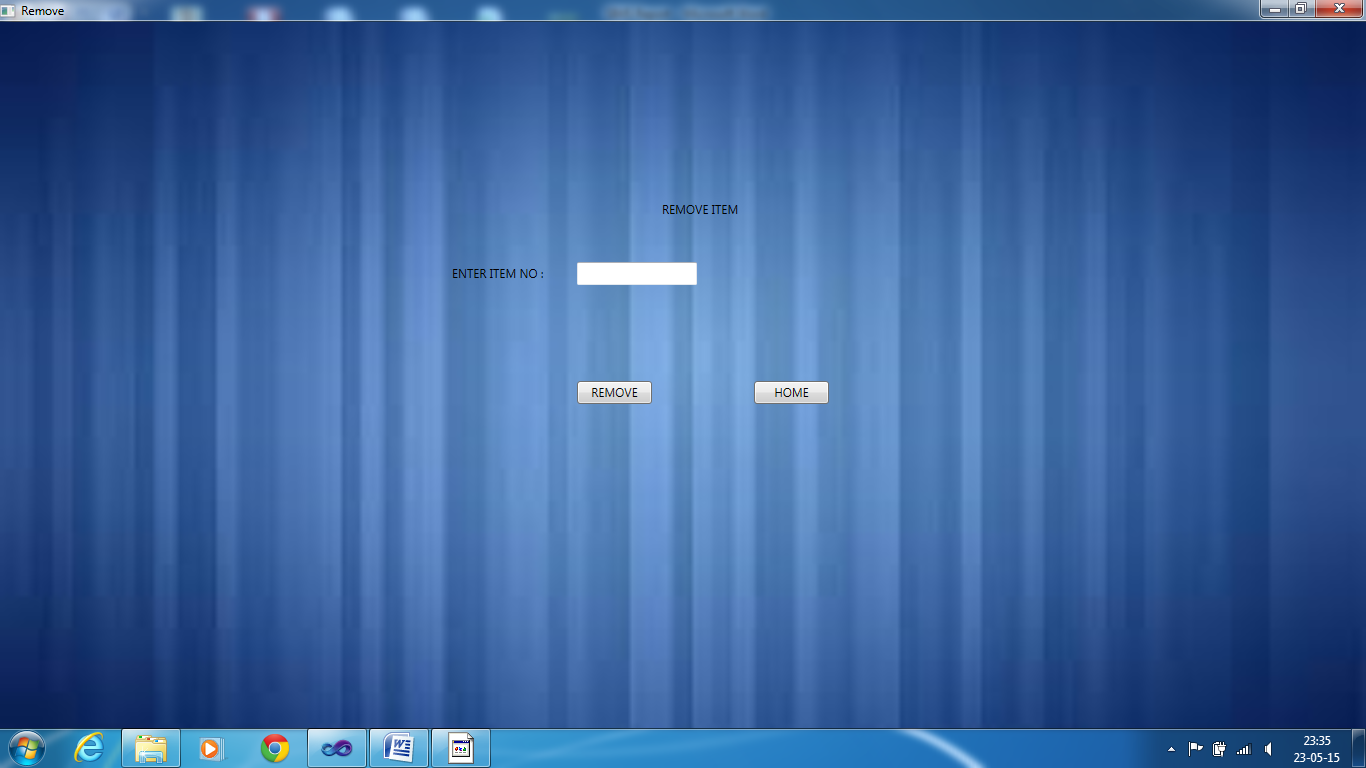 Remove
REMOVE ITEM
ENTER ITEM NO :
REMOVE
HOME
23:35
23-05-15